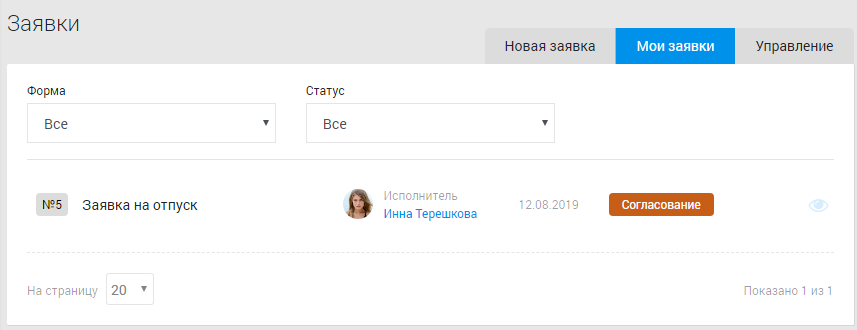 Заявки
Новая заявка
Мои заявки
Управление
Форма
Статус
Все
Все
№5
Заявка на отпуск
Исполнитель
Инна Терешкова
12.08.2019
Согласование
На страницу
20
Показано 1 из 1